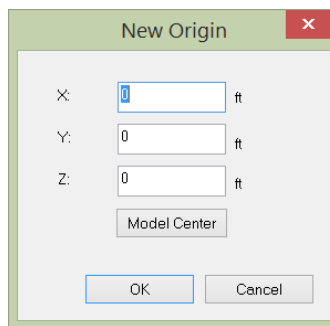 New Origin
X: 0 ft
Y: 0 ft
Z: 0 ft
Model Center
OK Cancel